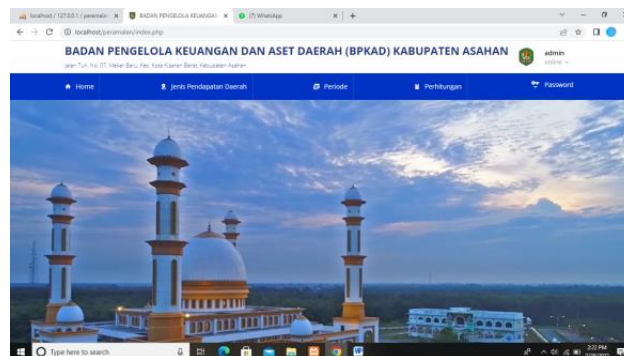 localhost / 127.0.0.1 / peramalan
BADAN PENGELOLA KEUANGAN
(7) WhatsApp
localhost/peramalan/index.php
BADAN PENGELOLA KEUANGAN DAN ASET DAERAH (BPKAD) KABUPATEN ASAHAN
admin
online
Home
Jenis Pendapatan Daerah
Periode
Perhitungan
Password
Type here to search
2:22 PM